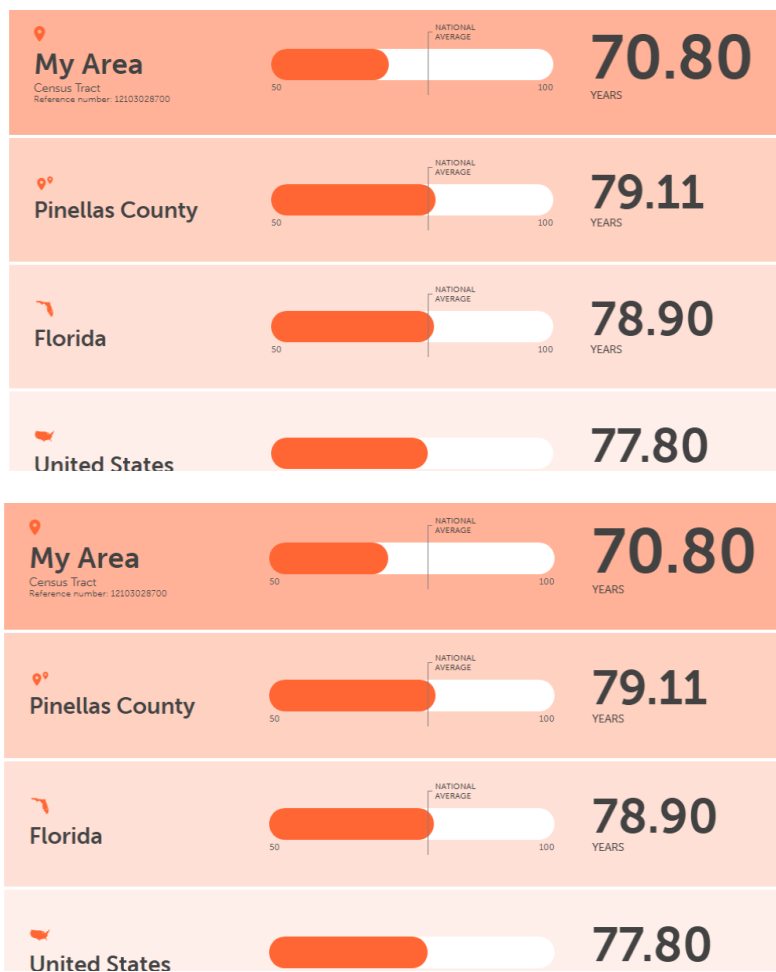 My Area
Census Tract
Reference number: 12103028700
NATIONAL
AVERAGE
50
100
70.80
YEARS
Pinellas County
NATIONAL
AVERAGE
50
100
79.11
YEARS
Florida
NATIONAL
AVERAGE
50
100
78.90
YEARS
United States
77.80
My Area
Census Tract
Reference number: 12103028700
NATIONAL
AVERAGE
50
100
70.80
YEARS
Pinellas County
NATIONAL
AVERAGE
50
100
79.11
YEARS
Florida
NATIONAL
AVERAGE
50
100
78.90
YEARS
United States
77.80